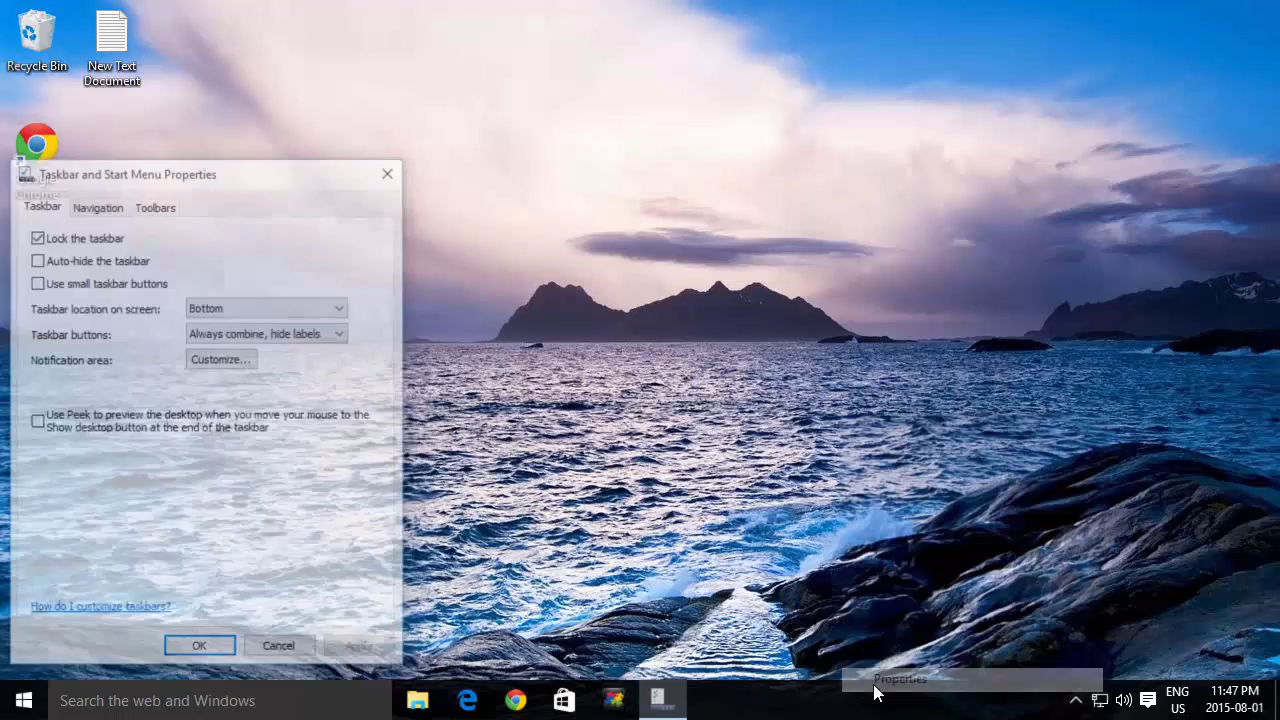 Recycle Bin
New Text
Document
Google
Chrome
Taskbar and Start Menu Properties
Taskbar
Navigation
Toolbars
Lock the taskbar
Auto-hide the taskbar
Use small taskbar buttons
Taskbar location on screen:
Bottom
Taskbar buttons:
Always combine, hide labels
Notification area:
Customize...
Use Peek to preview the desktop when you move your mouse to the
Show desktop button at the end of the taskbar
How do I customize taskbars?
OK
Cancel
Apply
Properties
Search the web and Windows
ENG
US
11:47 PM
2015-08-01